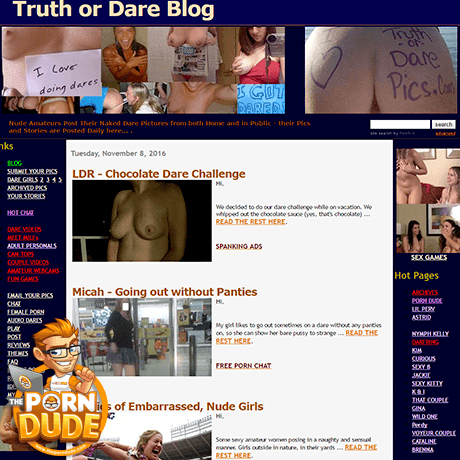 Truth or Dare Blog
I Love
doing dares
I GOT
DARED!
Truth
- or -
Dare
Pics.Com
Nude Amateurs Post Their Naked Dare Pictures from both Home and in Public - their Pics
and Stories are Posted Daily here... .
search
nks
BLOG
SUBMIT YOUR PICS
DARE GIRLS 2 3 4 5
ARCHIVED PICS
YOUR STORIES
HOT CHAT
DARE VIDEOS
MEET MILFs
ADULT PERSONALS
CAM TOYS
COUPLE VIDEOS
AMATEUR WEBCAMS
FUN GAMES
EMAIL YOUR PICS
CHAT
FEMALE PORN
AUDIO DARES
PLAY
POST
REVIEWS
THEMES
FAQ
Tuesday, November 8, 2016
LDR - Chocolate Dare Challenge
Hi,
We decided to do our dare challenge while on vacation. We
whipped out the chocolate sauce (yes, that's chocolate) ...
READ THE REST HERE.
SPANKING ADS
Micah - Going out without Panties
Hi,
My girl likes to go out sometimes on a dare without any panties
on, so she can show her bare pussy to strange ... READ THE
REST HERE.
FREE PORN CHAT
es of Embarrassed, Nude Girls
Hi,
Some sexy amateur women posing in a naughty and sensual
manner. Girls outside in nature, in their yards ... READ THE
REST HERE.
SEX GAMES
Hot Pages
ARCHIVES
PORN DUDE
LIL PERV
ASTRID
NYMPH KELLY
DARERING
KIM
CURIOUS
SEXY B
JACKIE
SEXY KITTY
K & I
THAT COUPLE
GINA
WILD ONE
Perdy
VOYEUR COUPLE
CATALINE
BRENNA
THE
PORN
DUDE